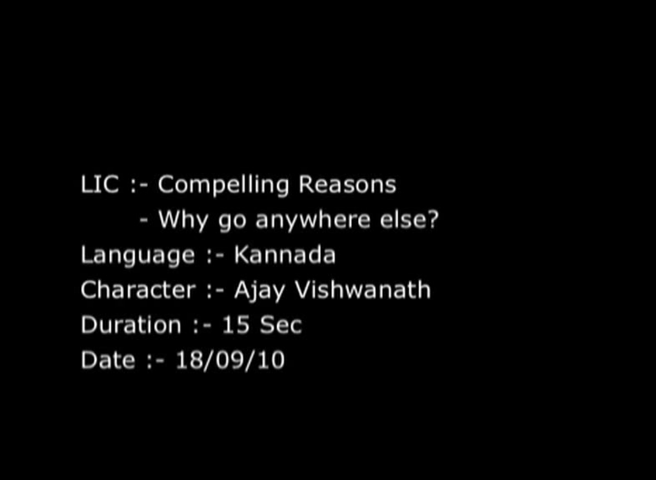 LIC :- Compelling Reasons
- Why go anywhere else?
Language :- Kannada
Character :- Ajay Vishwanath
Duration :- 15 Sec
Date :- 18/09/10